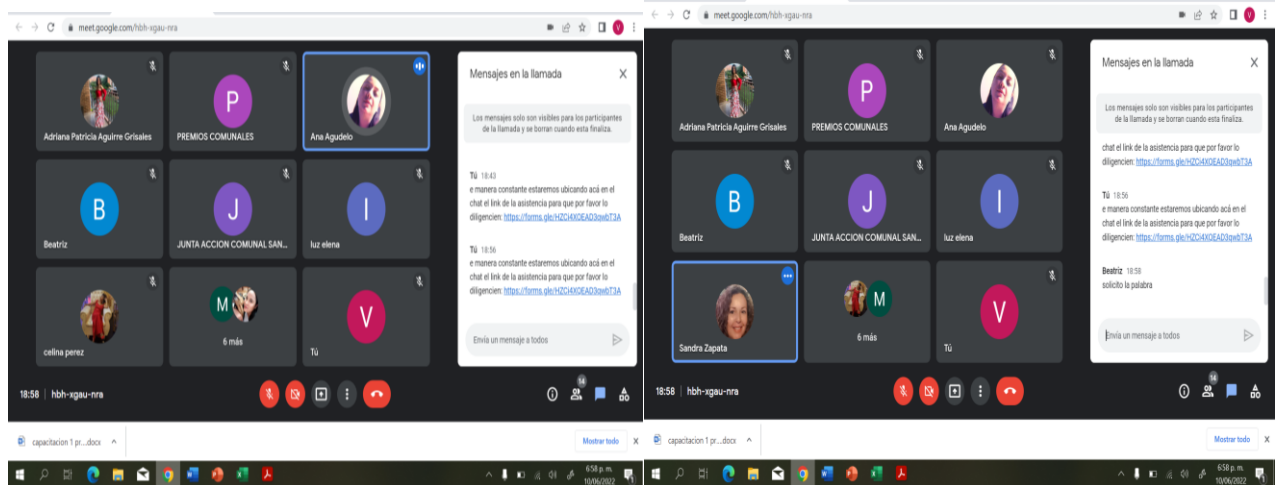 meet.google.com/hbh-xgau-nra
V
Adriana Patricia Aguirre Grisales
P
PREMIOS COMUNALES
Ana Agudelo
B
Beatriz
J
JUNTA ACCION COMUNAL SAN...
l
luz elena
celina perez
M
6 más
V
Tú
Mensajes en la llamada
Los mensajes solo son visibles para los participantes
de la llamada y se borran cuando esta finaliza.
Tú 18:43
e manera constante estaremos ubicando acá en el
chat el link de la asistencia para que por favor lo
diligencien: https://forms.gle/HZCi4XOEAD3qwbT3A
Tú 18:56
e manera constante estaremos ubicando acá en el
chat el link de la asistencia para que por favor lo
diligencien: https://forms.gle/HZCi4XOEAD3qwbT3A
Envía un mensaje a todos
18:58 | hbh-xgau-nra
14
capacitacion 1 pr....docx
Mostrar todo
6:58 p. m.
10/06/2022
meet.google.com/hbh-xgau-nra
V
Adriana Patricia Aguirre Grisales
P
PREMIOS COMUNALES
Ana Agudelo
B
Beatriz
J
JUNTA ACCION COMUNAL SAN...
l
luz elena
Sandra Zapata
M
6 más
V
Tú
Mensajes en la llamada
Los mensajes solo son visibles para los participantes
de la llamada y se borran cuando esta finaliza.
chat el link de la asistencia para que por favor lo
diligencien: https://forms.gle/HZCi4XOEAD3qwbT3A
Tú 18:56
e manera constante estaremos ubicando acá en el
chat el link de la asistencia para que por favor lo
diligencien: https://forms.gle/HZCi4XOEAD3qwbT3A
Beatriz 18:58
solicito la palabra
Envía un mensaje a todos
18:58 | hbh-xgau-nra
14
capacitacion 1 pr....docx
Mostrar todo
6:58 p. m.
10/06/2022